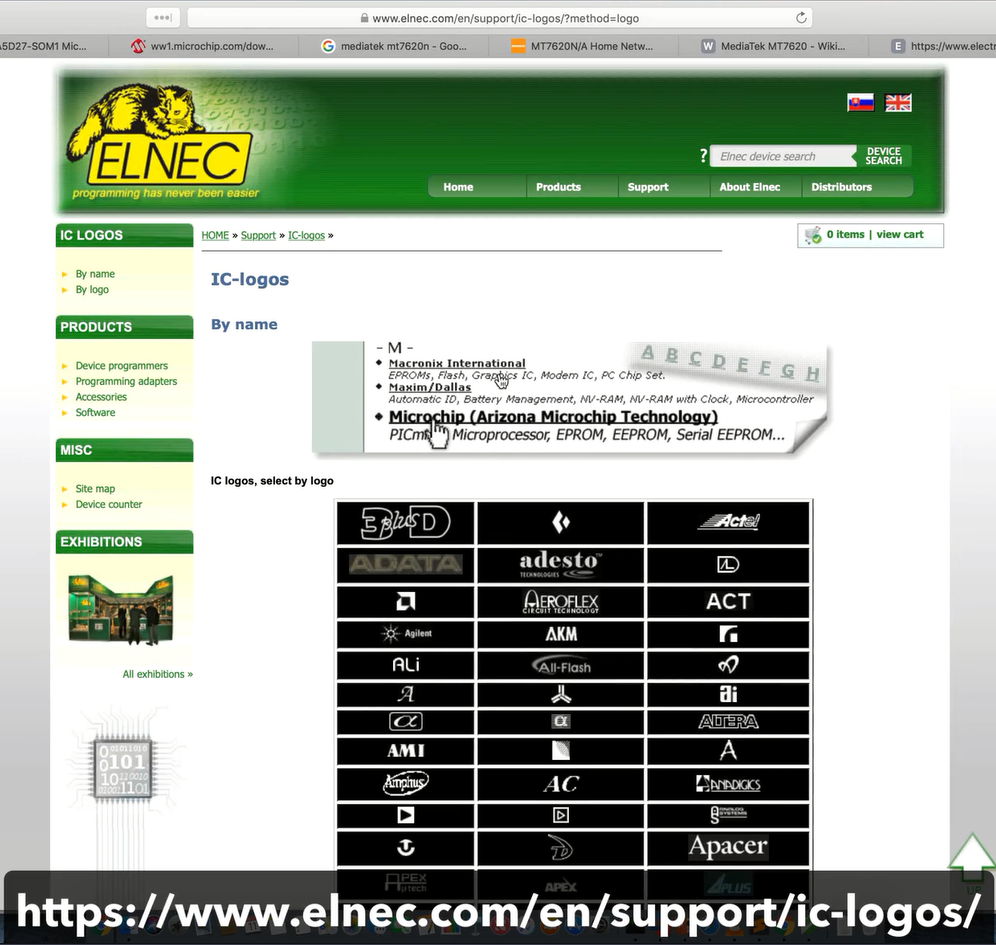 www.elnec.com/en/support/ic-logos/?method=logo
A5D27-SOM1 Mic...
ww1.microchip.com/dow...
mediatek mt7620n - Goo...
MT7620N/A Home Netw...
W MediaTek MT7620 - Wiki...
E https://www.elect
ELNEC
programming has never been easier
? Elnec device search DEVICE SEARCH
Home Products Support About Elnec Distributors
IC LOGOS
By name
By logo
PRODUCTS
Device programmers
Programming adapters
Accessories
Software
MISC
Site map
Device counter
EXHIBITIONS
All exhibitions »
HOME » Support » IC-logos »
0 items | view cart
IC-logos
By name
- M -
Macronix International
EPROMs, Flash, Graphics IC, Modem IC, PC Chip Set.
Maxim/Dallas
Automatic ID, Battery Management, NV-RAM, NV-RAM with Clock, Microcontroller
Microchip (Arizona Microchip Technology)
Microprocessor, EPROM, EEPROM, Serial EEPROM...
A B C D E F G H
IC logos, select by logo
3 plus D
Actel
ADATA
adesto™
TECHNOLOGIES
AEROFLEX
CIRCUIT TECHNOLOGY
ACT
Agilent
AKM
ALi
All-Flash
A
ai
α
α
ALTERA
AMI
A
Amphus
AC
ANADIGICS
ANALOG
SYSTEMS
Apacer
APEX
µtech
APEX
APLUS
UP
https://www.elnec.com/en/support/ic-logos/